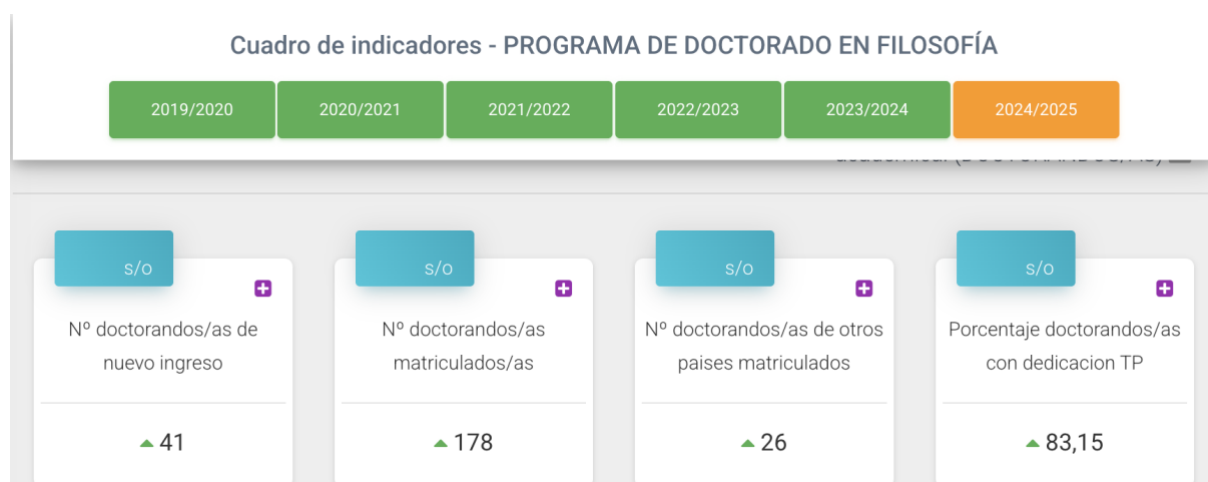 Cuadro de indicadores - PROGRAMA DE DOCTORADO EN FILOSOFÍA
2019/2020
2020/2021
2021/2022
2022/2023
2023/2024
2024/2025
s/o
Nº doctorandos/as de
nuevo ingreso
41
s/o
Nº doctorandos/as
matriculados/as
178
s/o
Nº doctorandos/as de otros
paises matriculados
26
s/o
Porcentaje doctorandos/as
con dedicacion TP
83,15